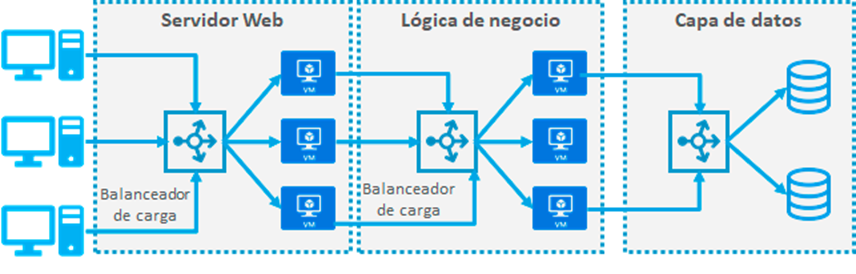 Servidor Web
Lógica de negocio
Capa de datos
VM
VM
VM
VM
VM
VM
Balanceador
de carga
Balanceador
de carga